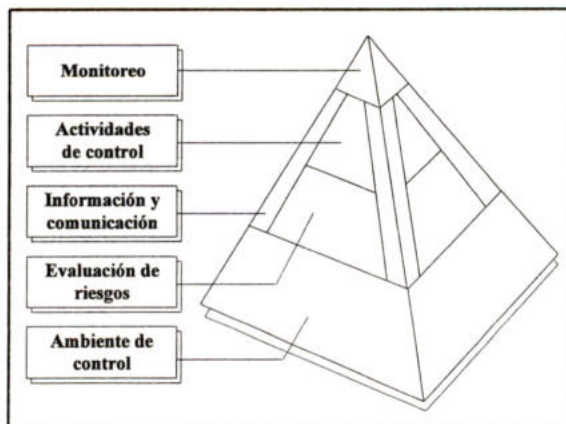 Monitoreo
Actividades
de control
Información y
comunicación
Evaluación de
riesgos
Ambiente de
control